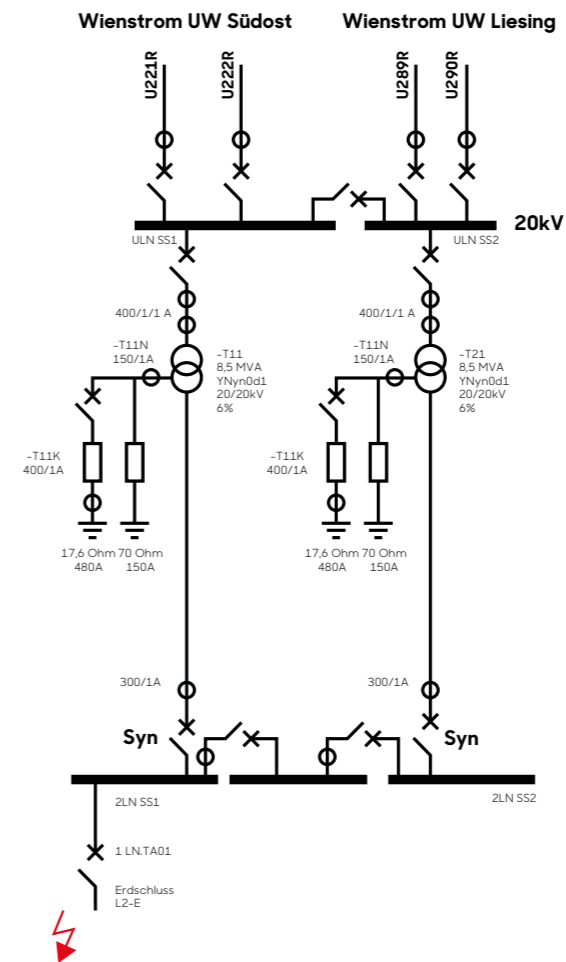 Wienstrom UW Südost
Wienstrom UW Liesing
U221R
U222R
U289R
U290R
20kV
ULN SS1
ULN SS2
400/1/1 A
400/1/1 A
-T11N
150/1A
-T11
8,5 MVA
YNyn0d1
20/20kV
6%
-T11N
150/1A
-T21
8,5 MVA
YNyn0d1
20/20kV
6%
-T11K
400/1A
-T11K
400/1A
17,6 Ohm 70 Ohm
480A 150A
17,6 Ohm 70 Ohm
480A 150A
300/1A
300/1A
Syn
Syn
2LN SS1
2LN SS2
1 LN.TA01
Erdschluss
L2-E